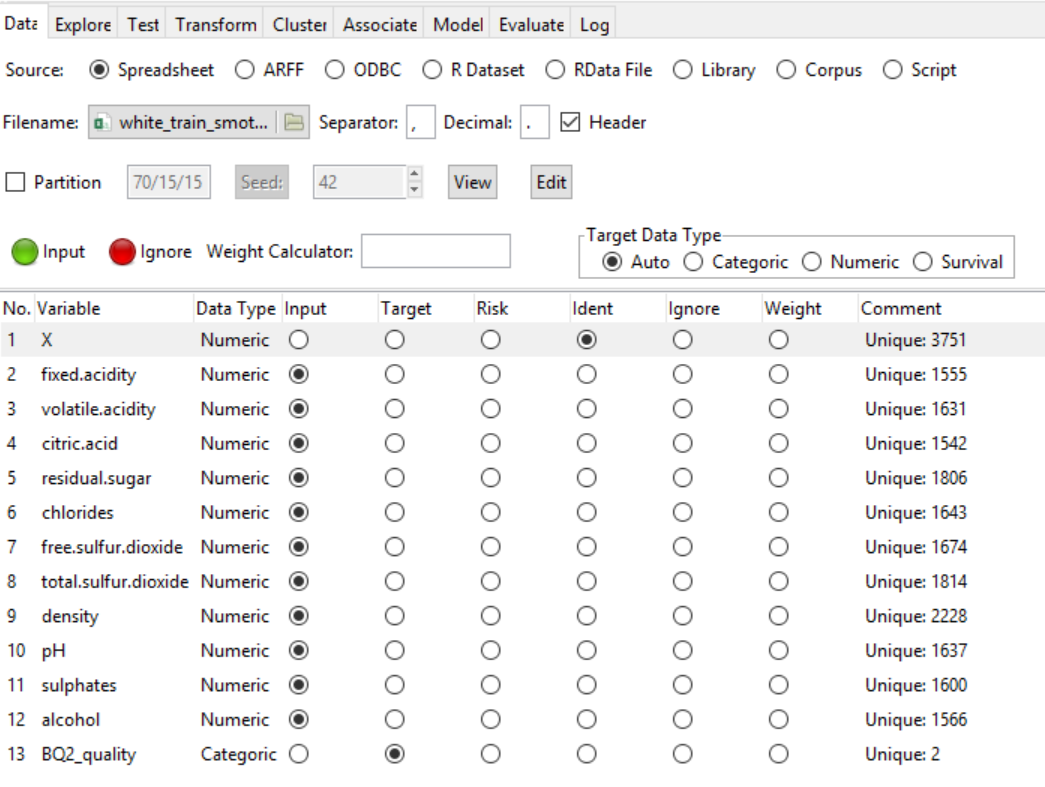 Data Explore Test Transform Cluster Associate Model Evaluate Log
Source: Spreadsheet ARFF ODBC R Dataset RData File Library Corpus Script
Filename: white_train_smot... Separator: , Decimal: . Header
Partition 70/15/15 Seed: 42 View Edit
Input Ignore Weight Calculator:
Target Data Type
Auto Categoric Numeric Survival
No. Variable Data Type Input Target Risk Ident Ignore Weight Comment
1 X Numeric Unique: 3751
2 fixed.acidity Numeric Unique: 1555
3 volatile.acidity Numeric Unique: 1631
4 citric.acid Numeric Unique: 1542
5 residual.sugar Numeric Unique: 1806
6 chlorides Numeric Unique: 1643
7 free.sulfur.dioxide Numeric Unique: 1674
8 total.sulfur.dioxide Numeric Unique: 1814
9 density Numeric Unique: 2228
10 pH Numeric Unique: 1637
11 sulphates Numeric Unique: 1600
12 alcohol Numeric Unique: 1566
13 BQ2_quality Categoric Unique: 2